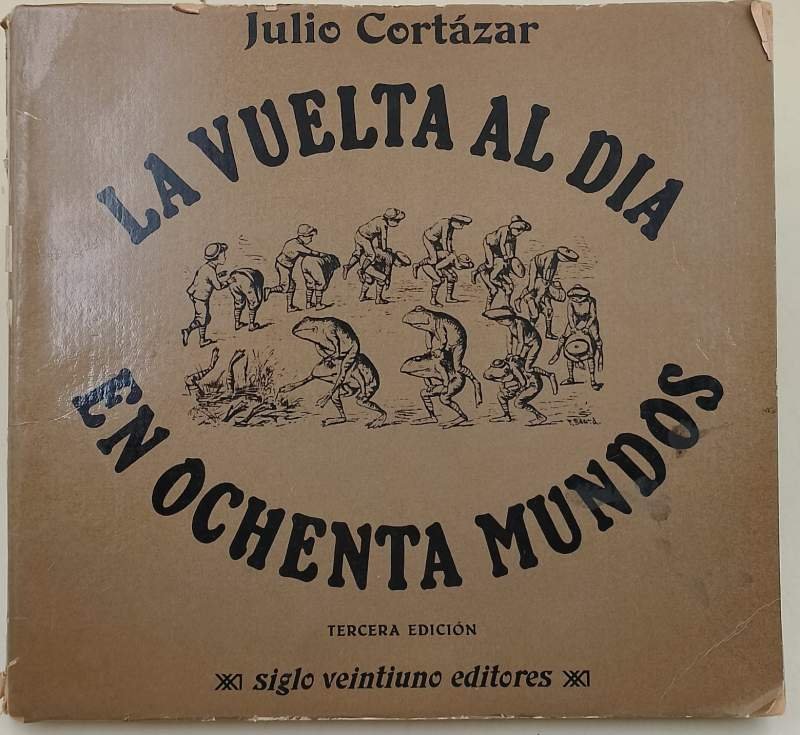 Julio Cortázar
LA VUELTA AL DIA
EN OCHENTA MUNDOS
TERCERA EDICIÓN
siglo veintiuno editores